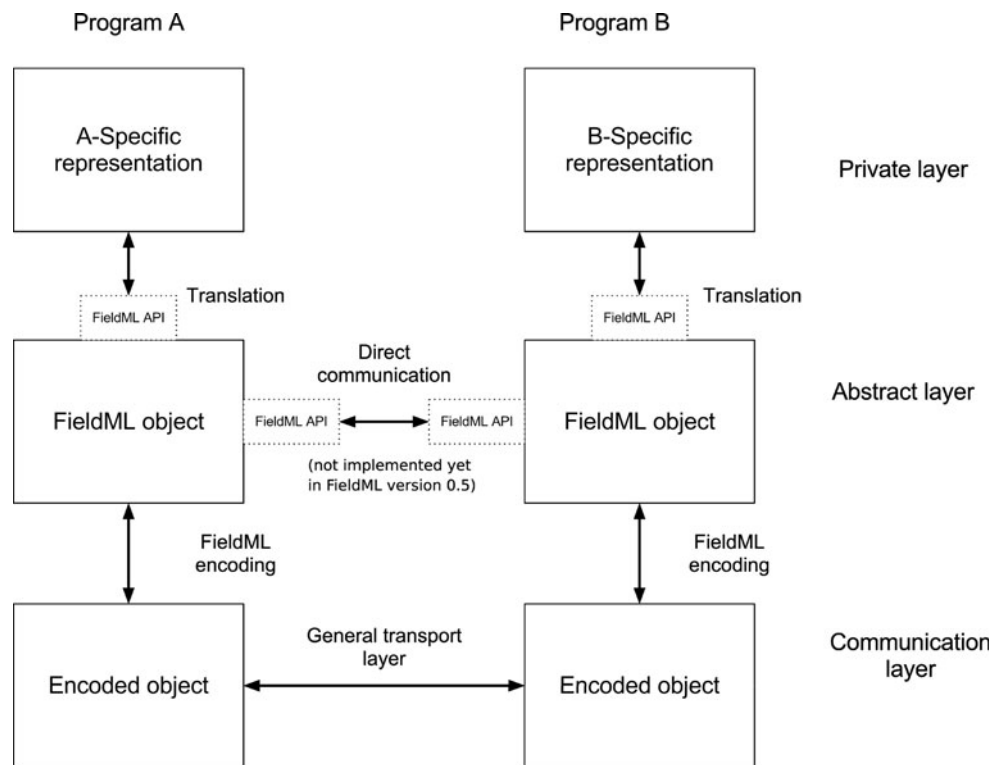 Program A
Program B
A-Specific
representation
B-Specific
representation
Private layer
Translation
Translation
FieldML API
FieldML API
Direct
communication
Abstract layer
FieldML object
FieldML API
FieldML API
FieldML object
(not implemented yet
in FieldML version 0.5)
FieldML
encoding
FieldML
encoding
General transport
layer
Communication
layer
Encoded object
Encoded object